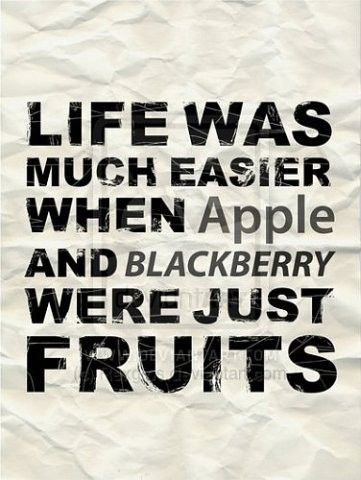 LIFE WAS
MUCH EASIER
WHEN Apple
AND BLACKBERRY
WERE JUST
FRUITS